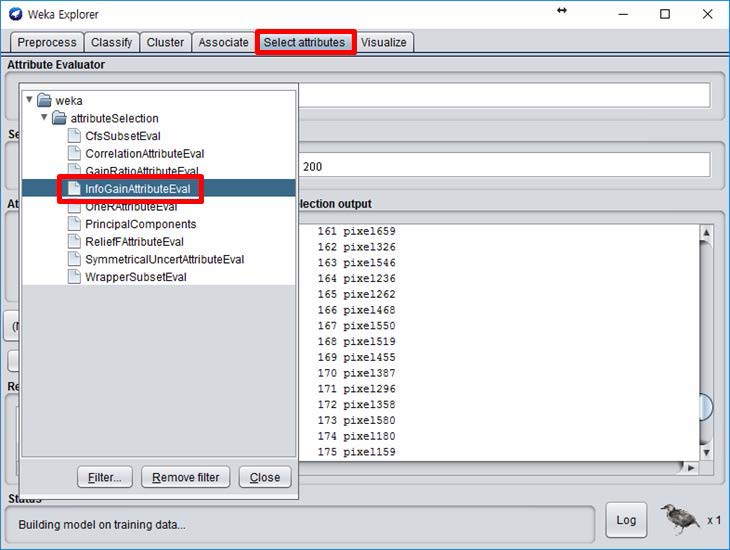 Weka Explorer
Preprocess Classify Cluster Associate Select attributes Visualize
Attribute Evaluator
weka
attributeSelection
CfsSubsetEval
CorrelationAttributeEval
GainRatioAttributeEval
InfoGainAttributeEval
OneRAttributeEval
PrincipalComponents
ReliefFAttributeEval
SymmetricalUncertAttributeEval
WrapperSubsetEval
Filter... Remove filter Close
Se
200
At
election output
161 pixel659
162 pixel326
163 pixel546
164 pixel236
165 pixel262
166 pixel468
167 pixel550
168 pixel519
169 pixel455
170 pixel387
171 pixel296
172 pixel358
173 pixel580
174 pixel180
175 pixel159
Re
Status
Building model on training data...
Log
x 1